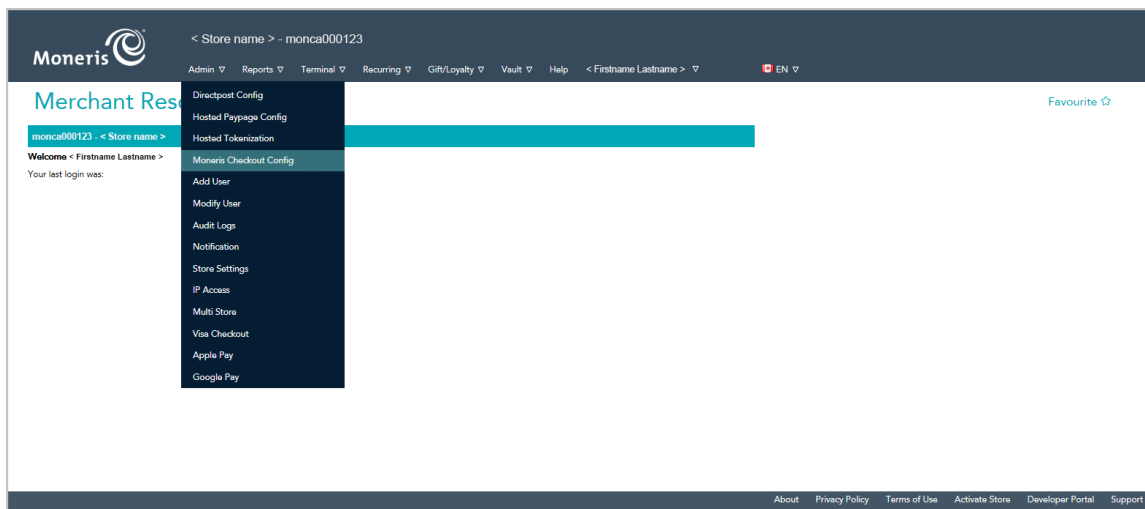 < Store name > - monca000123
Moneris
Admin Reports Terminal Recurring Gift/Loyalty Vault Help < Firstname Lastname > EN
Merchant Reso
Favourite
monca000123 - < Store name >
Welcome < Firstname Lastname >
Your last login was:
Directpost Config
Hosted Paypage Config
Hosted Tokenization
Moneris Checkout Config
Add User
Modify User
Audit Logs
Notification
Store Settings
IP Access
Multi Store
Visa Checkout
Apple Pay
Google Pay
About Privacy Policy Terms of Use Activate Store Developer Portal Support